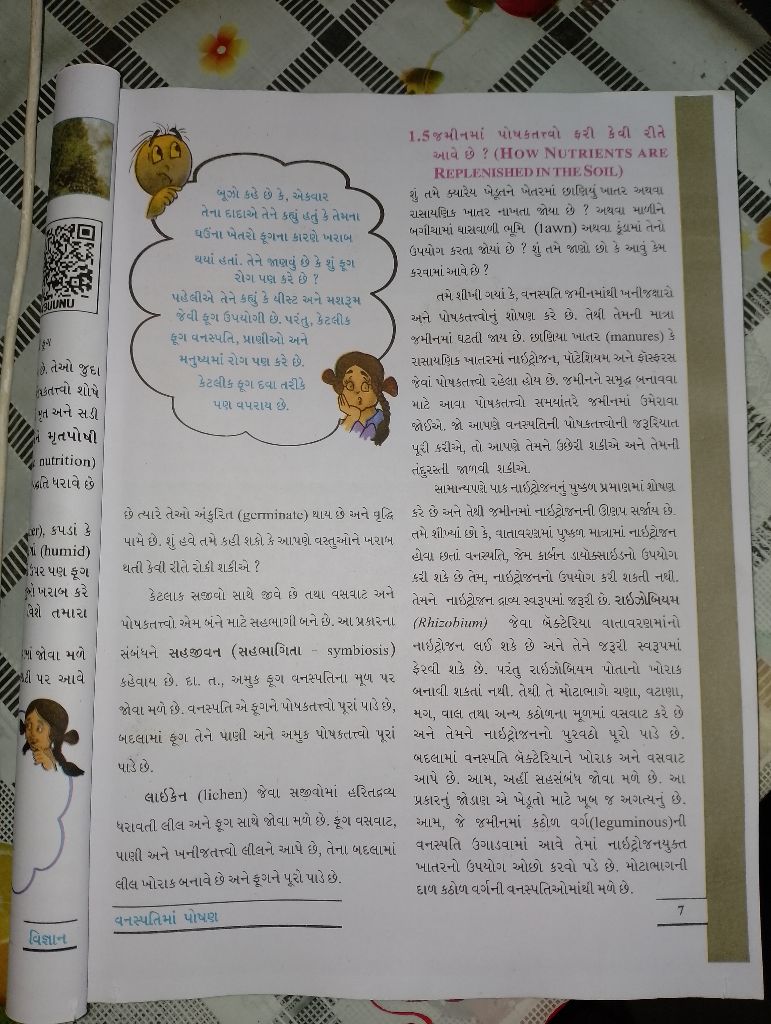 BUUNU
છે. તેઓ જુદા
શોષે
અને સડી
મૃતપોષી
nutrition)
ધરાવે છે
કપડાં કે
(humid)
પર પણ ફૂગ
ખરાબ કરે
તમારા
જોવા મળે
પર આવે
વિજ્ઞાન
બૂઝો કહે છે કે, એકવાર
તેના દાદાએ તેને કહ્યું હતું કે તેમના
ઘઉંના ખેતરો ફૂગના કારણે ખરાબ
થયાં હતાં. તેને જાણવું છે કે શું ફૂગ
રોગ પણ કરે છે ?
પહેલીએ તેને કહ્યું કે યીસ્ટ અને મશરૂમ
જેવી ફૂગ ઉપયોગી છે. પરંતુ, કેટલીક
ફૂગ વનસ્પતિ, પ્રાણીઓ અને
મનુષ્યમાં રોગ પણ કરે છે.
કેટલીક ફૂગ દવા તરીકે
પણ વપરાય છે.
છે ત્યારે તેઓ અંકુરિત (germinate) થાય છે અને વૃદ્ધિ
પામે છે. શું હવે તમે કહી શકો કે આપણે વસ્તુઓને ખરાબ
થતી કેવી રીતે રોકી શકીએ ?
કેટલાક સજીવો સાથે જીવે છે તથા વસવાટ અને
પોષકતત્ત્વો એમ બંને માટે સહભાગી બને છે. આ પ્રકારના
સંબંધને સહજીવન (સહભાગિતા – symbiosis)
કહેવાય છે. દા. ત., અમુક ફૂગ વનસ્પતિના મૂળ પર
જોવા મળે છે. વનસ્પતિ એ ફૂગને પોષકતત્ત્વો પૂરાં પાડે છે,
બદલામાં ફૂગ તેને પાણી અને અમુક પોષકતત્ત્વો પૂરાં
પાડે છે.
લાઇકેન (lichen) જેવા સજીવોમાં હરિતદ્રવ્ય
ધરાવતી લીલ અને ફૂગ સાથે જોવા મળે છે. ફૂગ વસવાટ,
પાણી અને ખનીજતત્ત્વો લીલને આપે છે, તેના બદલામાં
લીલ ખોરાક બનાવે છે અને ફૂગને પૂરો પાડે છે.
1.5 જમીનમાં પોષકતત્ત્વો ફરી કેવી રીતે
આવે છે ? (HOW NUTRIENTS ARE
REPLENISHED IN THE SOIL)
શું તમે ક્યારેય ખેડૂતને ખેતરમાં છાણિયું ખાતર અથવા
રાસાયણિક ખાતર નાખતા જોયા છે ? અથવા માળીને
બગીચામાં ઘાસવાળી ભૂમિ (lawn) અથવા કૂંડામાં તેનો
ઉપયોગ કરતા જોયાં છે ? શું તમે જાણો છો કે આવું કેમ
કરવામાં આવે છે ?
તમે શીખી ગયાં કે, વનસ્પતિ જમીનમાંથી ખનીજક્ષારો
અને પોષકતત્ત્વોનું શોષણ કરે છે. તેથી તેમની માત્રા
જમીનમાં ઘટતી જાય છે. છાણિયા ખાતર (manures) કે
રાસાયણિક ખાતરમાં નાઇટ્રોજન, પોટેશિયમ અને ફોસ્ફરસ
જેવાં પોષકતત્ત્વો રહેલા હોય છે. જમીનને સમૃદ્ધ બનાવવા
માટે આવા પોષકતત્ત્વો સમયાંતરે જમીનમાં ઉમેરાવા
જોઈએ. જો આપણે વનસ્પતિની પોષકતત્ત્વોની જરૂરિયાત
પૂરી કરીએ, તો આપણે તેમને ઉછેરી શકીએ અને તેમની
તંદુરસ્તી જાળવી શકીએ.
સામાન્યપણે પાક નાઇટ્રોજનનું પુષ્કળ પ્રમાણમાં શોષણ
કરે છે અને તેથી જમીનમાં નાઇટ્રોજનની ઊણપ સર્જાય છે.
તમે શીખ્યાં છો કે, વાતાવરણમાં પુષ્કળ માત્રામાં નાઇટ્રોજન
હોવા છતાં વનસ્પતિ, જેમ કાર્બન ડાયોક્સાઇડનો ઉપયોગ
કરી શકે છે તેમ, નાઇટ્રોજનનો ઉપયોગ કરી શકતી નથી.
તેમને નાઇટ્રોજન દ્રાવ્ય સ્વરૂપમાં જરૂરી છે. રાઇઝોબિયમ
(Rhizobium) જેવા બૅક્ટેરિયા વાતાવરણમાંનો
નાઇટ્રોજન લઈ શકે છે અને તેને જરૂરી સ્વરૂપમાં
ફેરવી શકે છે. પરંતુ રાઇઝોબિયમ પોતાનો ખોરાક
બનાવી શકતાં નથી. તેથી તે મોટાભાગે ચણા, વટાણા,
મગ, વાલ તથા અન્ય કઠોળના મૂળમાં વસવાટ કરે છે
અને તેમને નાઇટ્રોજનનો પુરવઠો પૂરો પાડે છે.
બદલામાં વનસ્પતિ બૅક્ટેરિયાને ખોરાક અને વસવાટ
આપે છે. આમ, અહીં સહસંબંધ જોવા મળે છે. આ
પ્રકારનું જોડાણ એ ખેડૂતો માટે ખૂબ જ અગત્યનું છે.
આમ, જે જમીનમાં કઠોળ વર્ગ(leguminous)ની
વનસ્પતિ ઉગાડવામાં આવે તેમાં નાઇટ્રોજનયુક્ત
ખાતરનો ઉપયોગ ઓછો કરવો પડે છે. મોટાભાગની
દાળ કઠોળ વર્ગની વનસ્પતિઓમાંથી મળે છે.
વનસ્પતિમાં પોષણ
7